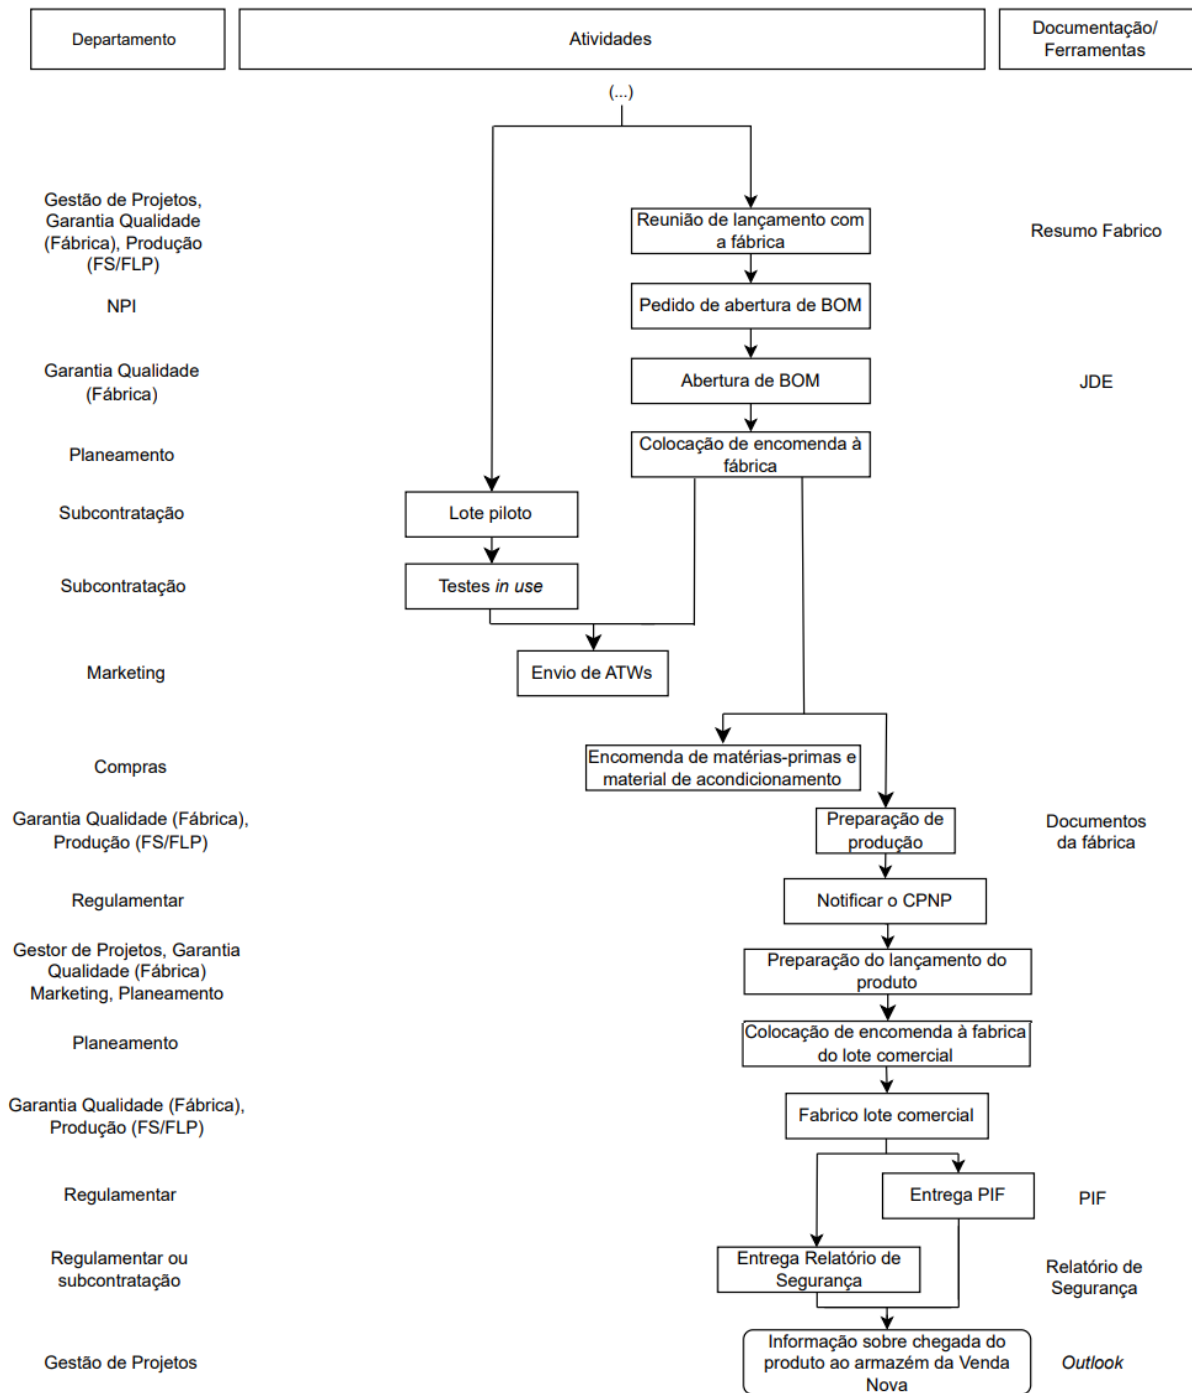 Departamento
Atividades
Documentação/
Ferramentas
(...)
Gestão de Projetos,
Garantia Qualidade
(Fábrica), Produção
(FS/FLP)
Reunião de lançamento com
a fábrica
Resumo Fabrico
NPI
Pedido de abertura de BOM
Garantia Qualidade
(Fábrica)
Abertura de BOM
JDE
Planeamento
Colocação de encomenda à
fábrica
Subcontratação
Lote piloto
Subcontratação
Testes in use
Marketing
Envio de ATWs
Compras
Encomenda de matérias-primas e
material de acondicionamento
Garantia Qualidade (Fábrica),
Produção (FS/FLP)
Preparação de
produção
Documentos
da fábrica
Regulamentar
Notificar o CPNP
Gestor de Projetos, Garantia
Qualidade (Fábrica)
Marketing, Planeamento
Preparação do lançamento do
produto
Planeamento
Colocação de encomenda à fabrica
do lote comercial
Garantia Qualidade (Fábrica),
Produção (FS/FLP)
Fabrico lote comercial
Regulamentar
Entrega PIF
PIF
Regulamentar ou
subcontratação
Entrega Relatório de
Segurança
Relatório de
Segurança
Gestão de Projetos
Informação sobre chegada do
produto ao armazém da Venda
Nova
Outlook